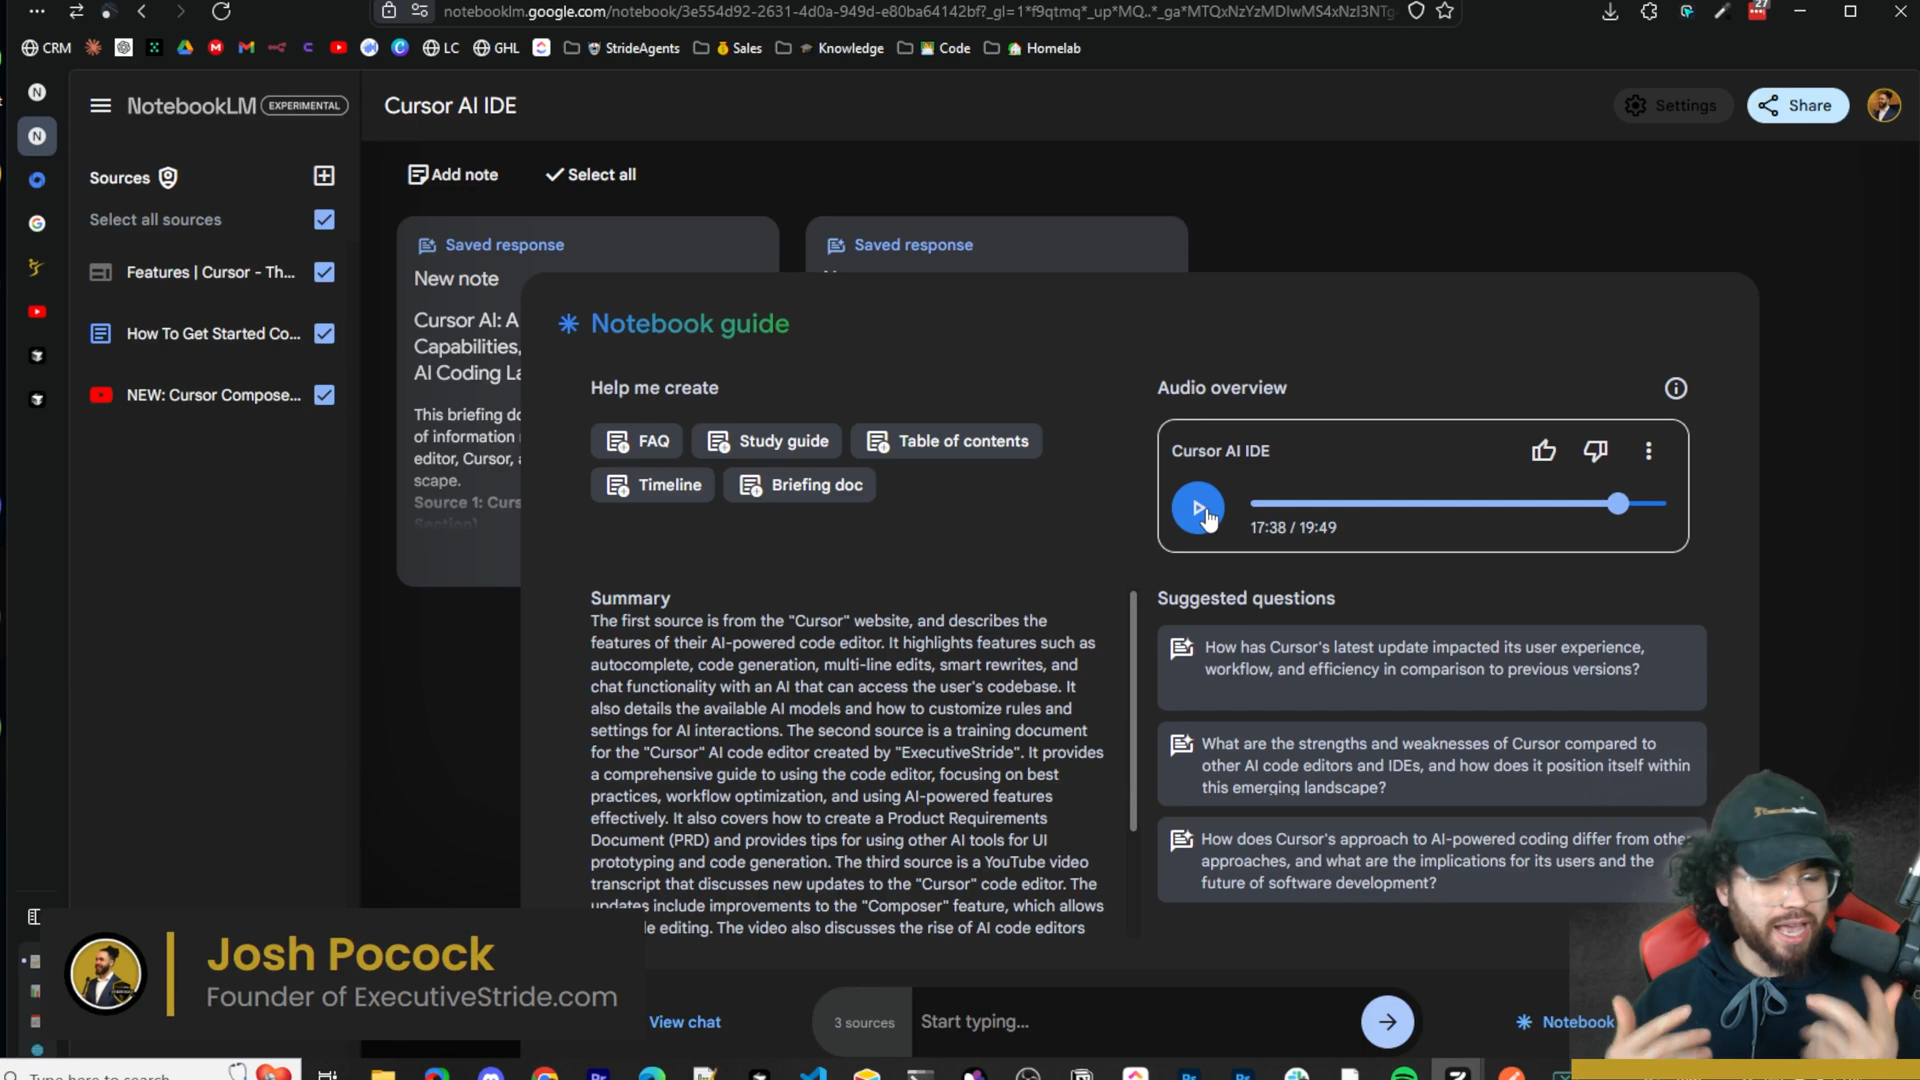 notebooklm.google.com/notebook/3e554d92-2631-4d0a-949d-e80ba64142bf?_gl=1*f9qtmq*_up*MQ..*_ga*MTQxNzYzMDIwMS4xNzI3NTg
27
CRM
LC
GHL
StrideAgents
Sales
Knowledge
Code
Homelab
NotebookLM EXPERIMENTAL
Cursor AI IDE
Settings
Share
Sources
Select all sources
Features | Cursor - Th...
How To Get Started Co...
NEW: Cursor Compose...
Add note
Select all
Saved response
New note
Cursor AI: A
Capabilities,
AI Coding La
This briefing do
of information
editor, Cursor, a
scape.
Source 1: Curs
Section)
Saved response
Notebook guide
Help me create
FAQ
Study guide
Table of contents
Timeline
Briefing doc
Audio overview
Cursor AI IDE
17:38 / 19:49
Summary
The first source is from the "Cursor" website, and describes the
features of their AI-powered code editor. It highlights features such as
autocomplete, code generation, multi-line edits, smart rewrites, and
chat functionality with an AI that can access the user's codebase. It
also details the available AI models and how to customize rules and
settings for AI interactions. The second source is a training document
for the "Cursor" AI code editor created by "ExecutiveStride". It provides
a comprehensive guide to using the code editor, focusing on best
practices, workflow optimization, and using AI-powered features
effectively. It also covers how to create a Product Requirements
Document (PRD) and provides tips for using other AI tools for UI
prototyping and code generation. The third source is a YouTube video
transcript that discusses new updates to the "Cursor" code editor. The
updates include improvements to the "Composer" feature, which allows
le editing. The video also discusses the rise of AI code editors
Suggested questions
How has Cursor's latest update impacted its user experience,
workflow, and efficiency in comparison to previous versions?
What are the strengths and weaknesses of Cursor compared to
other AI code editors and IDEs, and how does it position itself within
this emerging landscape?
How does Cursor's approach to AI-powered coding differ from other
approaches, and what are the implications for its users and the
future of software development?
Josh Pocock
Founder of ExecutiveStride.com
View chat
3 sources
Start typing...
Notebook
Type here to search